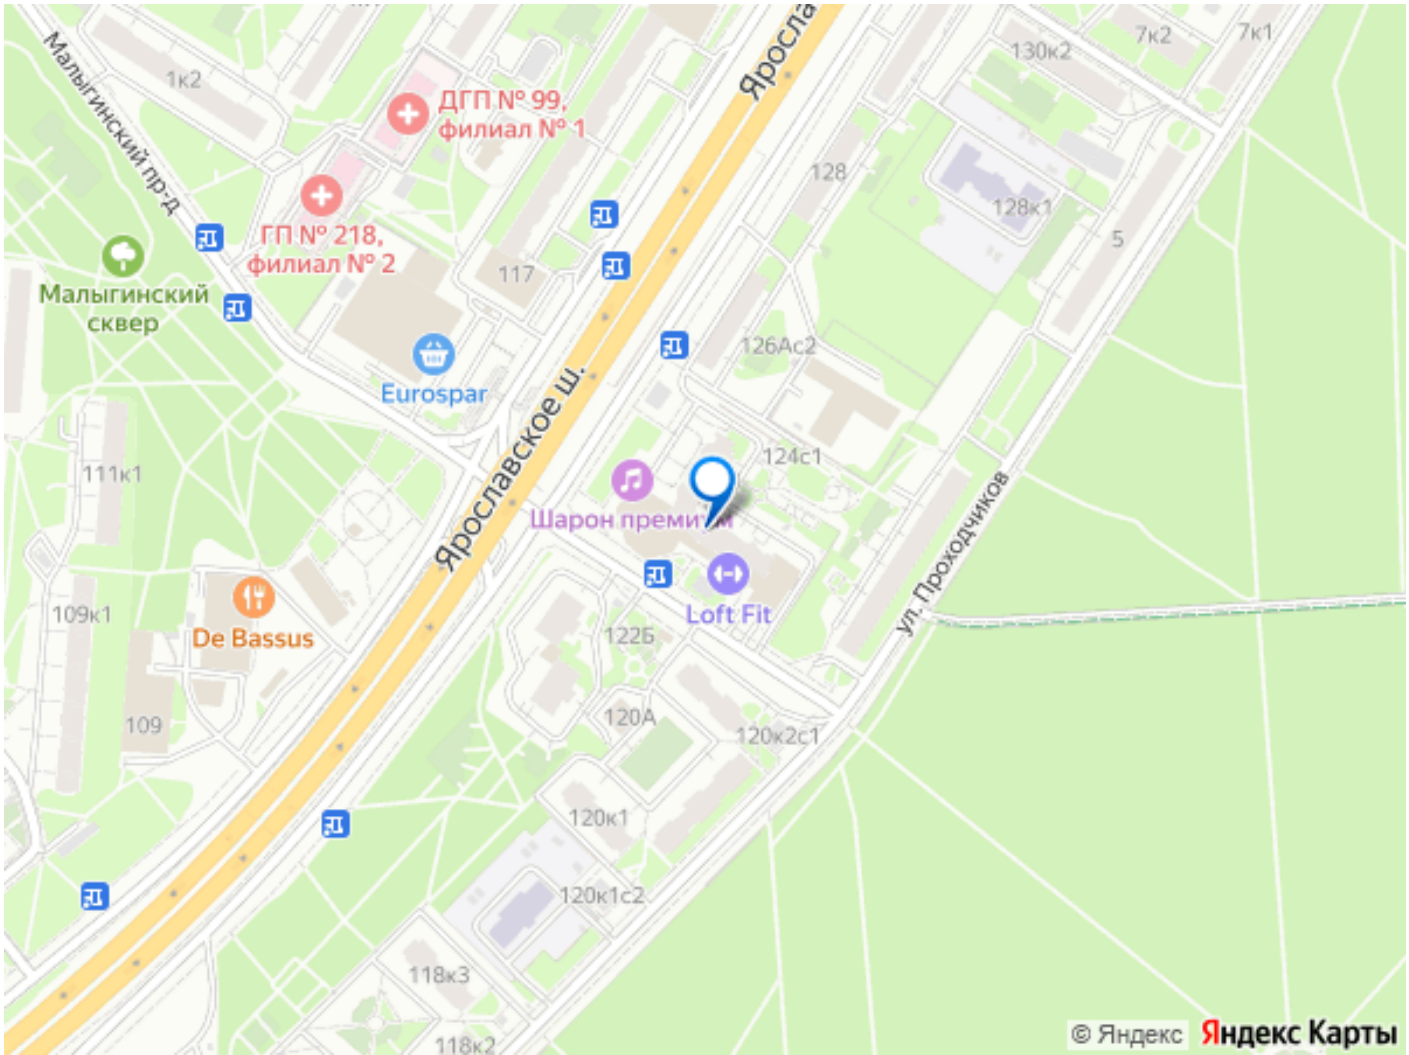 Яросла
7к2
7к1
130к2
Малыгинский пр-д
1к2
ДГП № 99,
филиал № 1
128
128к1
ГП № 218,
филиал № 2
5
117
Малыгинский
сквер
126Ас2
Eurospar
Ярославское ш.
124с1
111к1
Шарон премиум
ул. Проходчиков
De Bassus
109к1
Loft Fit
122Б
109
120А
120к2с1
120к1
120к1с2
118к3
118к2
© Яндекс Яндекс Карты